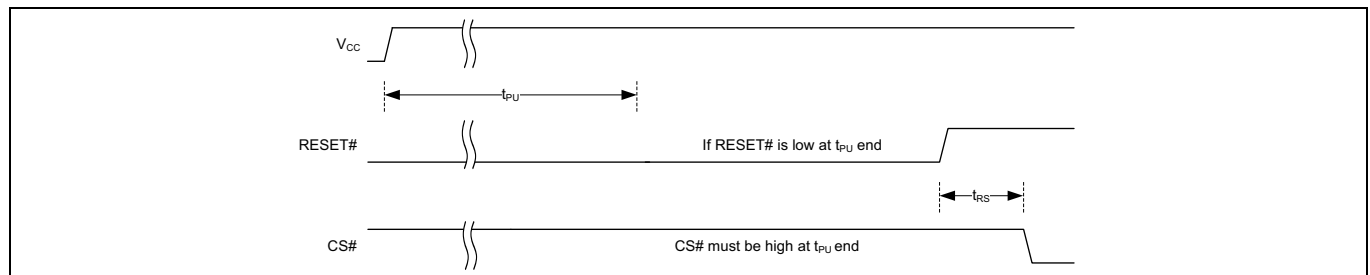 VCC
tPU
RESET#
If RESET# is low at tPU end
tRS
CS#
CS# must be high at tPU end